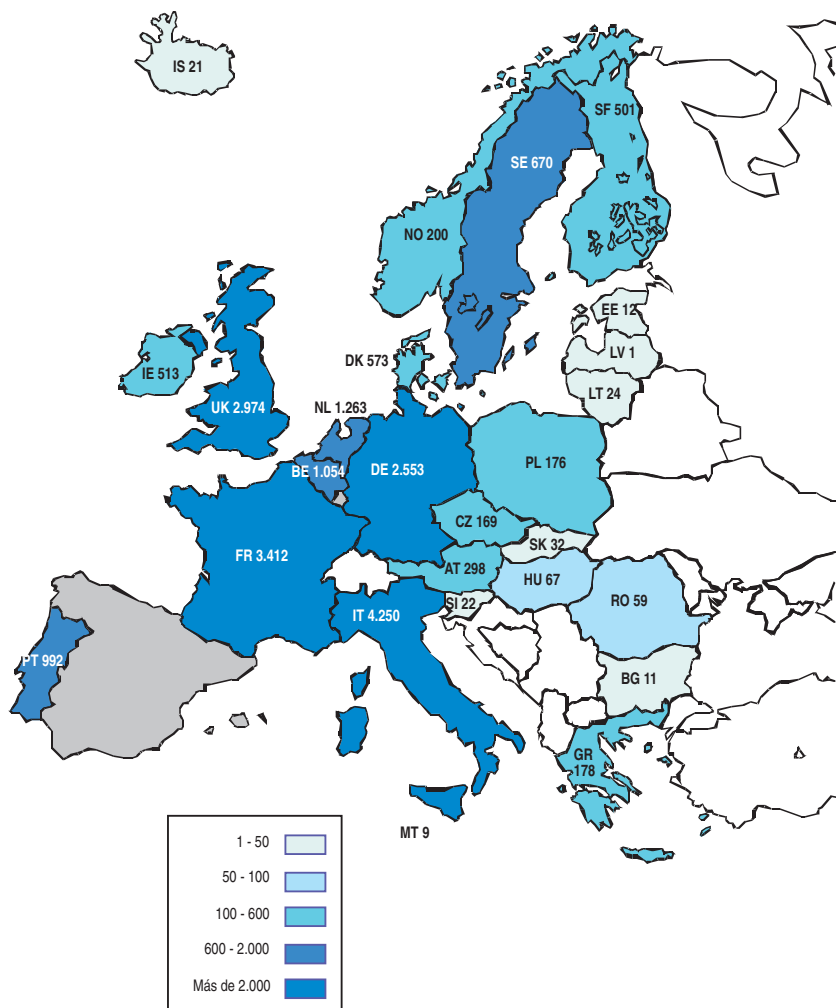 IS 21
SF 501
SE 670
NO 200
EE 12
LV 1
DK 573
IE 513
LT 24
NL 1.263
UK 2.974
PL 176
BE 1.054
DE 2.553
CZ 169
SK 32
FR 3.412
AT 298
HU 67
SI 22
RO 59
IT 4.250
PT 992
BG 11
GR
178
MT 9
1 - 50
50 - 100
100 - 600
600 - 2.000
Más de 2.000